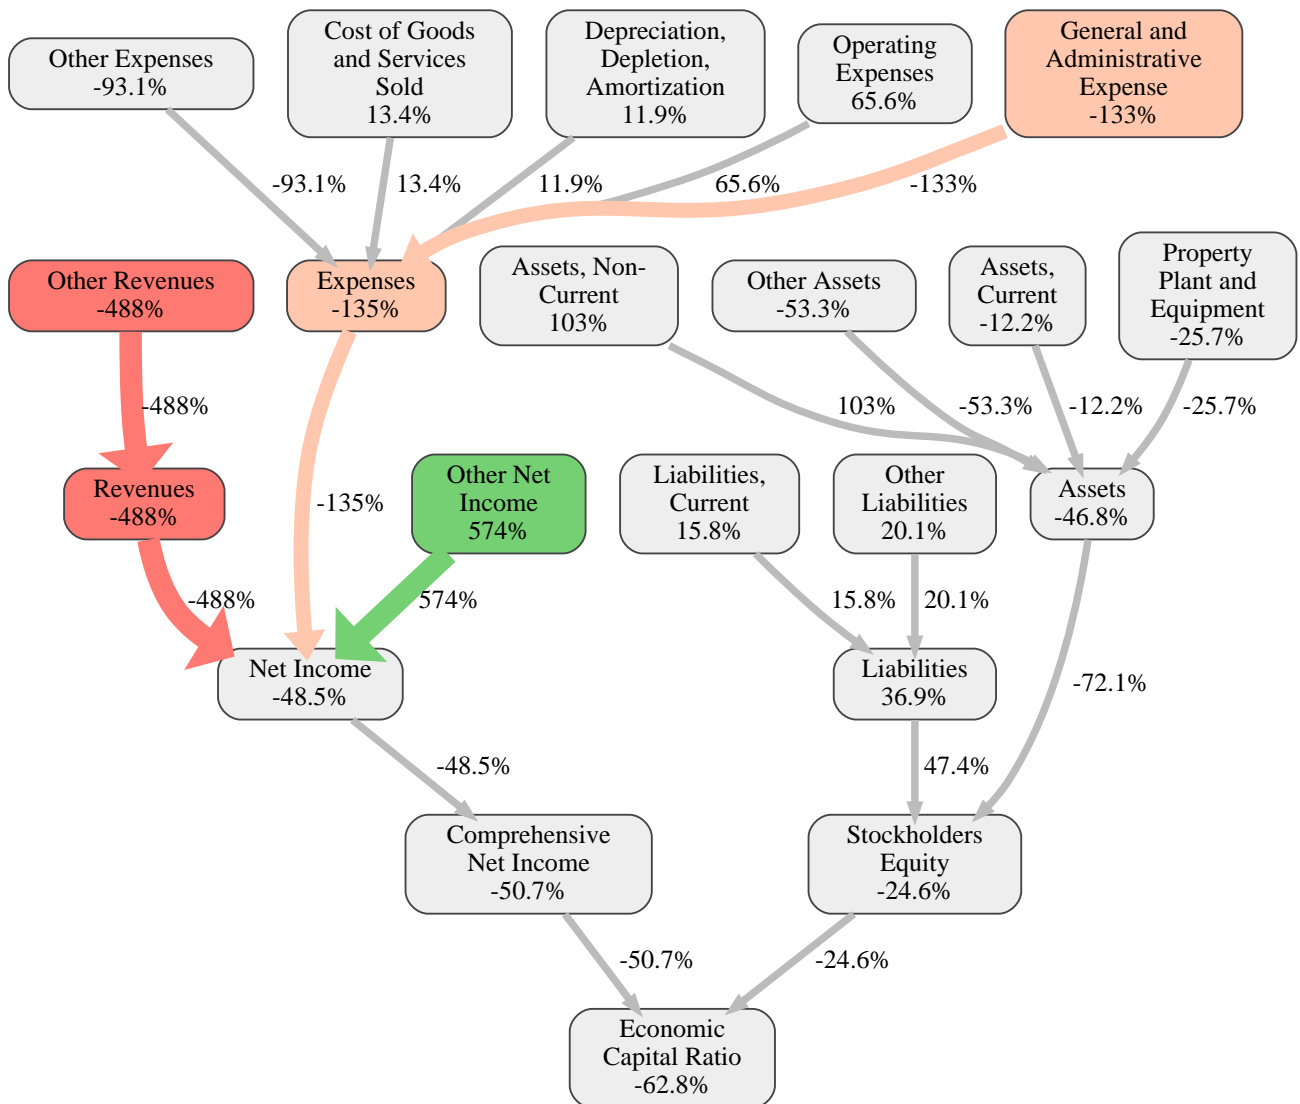 Other Expenses
-93.1%
Cost of Goods
and Services
Sold
13.4%
Depreciation,
Depletion,
Amortization
11.9%
Operating
Expenses
65.6%
General and
Administrative
Expense
-133%
-93.1%
13.4%
11.9%
65.6%
-133%
Other Revenues
-488%
Expenses
-135%
Assets, Non-
Current
103%
Other Assets
-53.3%
Assets,
Current
-12.2%
Property
Plant and
Equipment
-25.7%
-488%
103%
-53.3%
-12.2%
-25.7%
Revenues
-488%
-135%
Other Net
Income
574%
Liabilities,
Current
15.8%
Other
Liabilities
20.1%
Assets
-46.8%
-488%
574%
15.8%
20.1%
Net Income
-48.5%
Liabilities
36.9%
-72.1%
-48.5%
47.4%
Comprehensive
Net Income
-50.7%
Stockholders
Equity
-24.6%
-50.7%
-24.6%
Economic
Capital Ratio
-62.8%